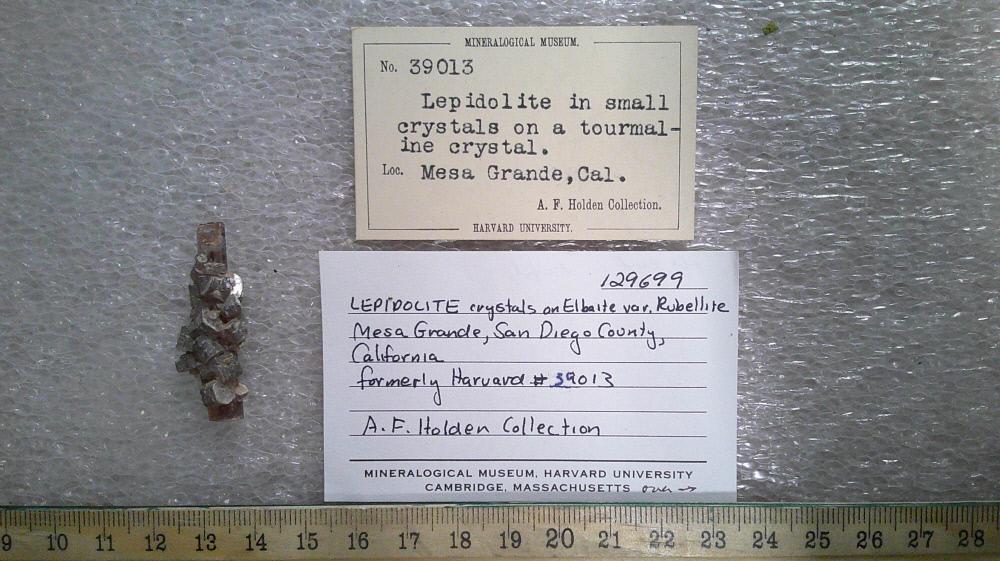 MINERALOGICAL MUSEUM.
No. 39013
Lepidolite in small
crystals on a tourmal-
ine crystal.
Loc. Mesa Grande, Cal.
A. F. Holden Collection.
HARVARD UNIVERSITY.
129699
LEPIDOLITE crystals on Elbaite var. Rubellite
Mesa Grande, San Diego County,
California
formerly Harvard # 39013
A.F. Holden Collection
MINERALOGICAL MUSEUM, HARVARD UNIVERSITY
CAMBRIDGE, MASSACHUSETTS over →
9 10 11 12 13 14 15 16 17 18 19 20 21 22 23 24 25 26 27 28